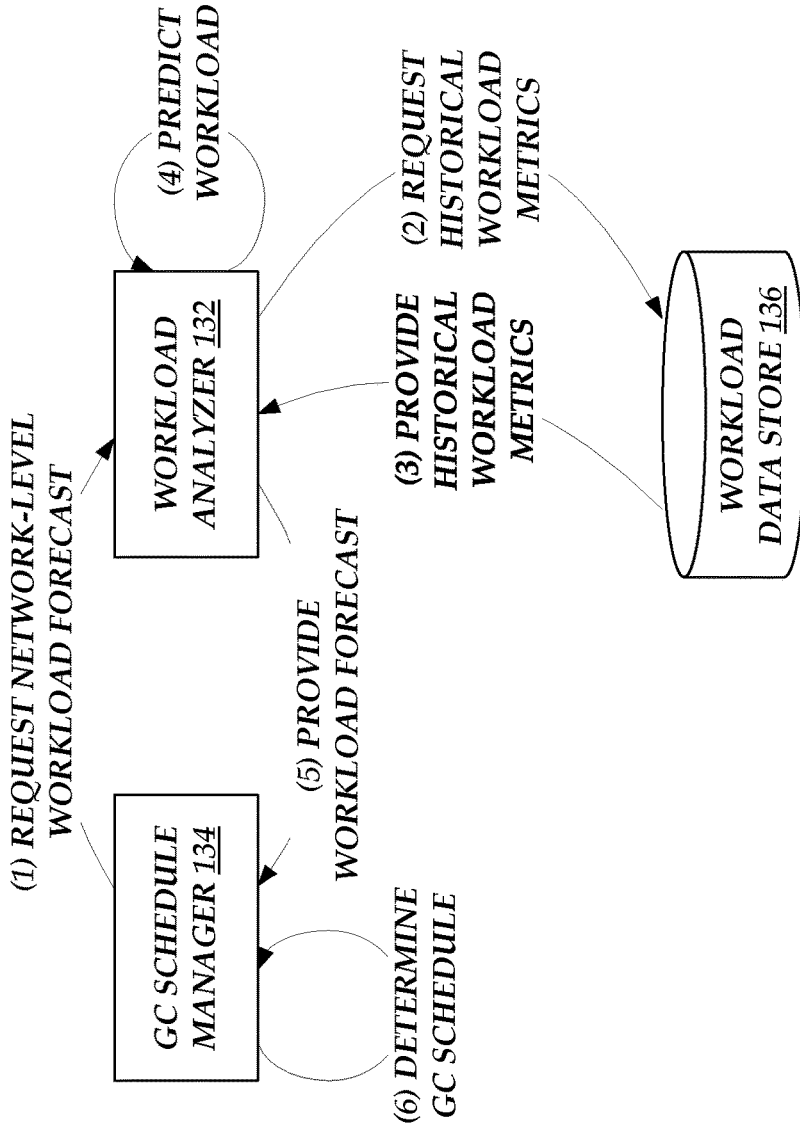 (1) REQUEST NETWORK-LEVEL
WORKLOAD FORECAST
GC SCHEDULE
MANAGER 134
WORKLOAD
ANALYZER 132
(4) PREDICT
WORKLOAD
(5) PROVIDE
WORKLOAD FORECAST
(6) DETERMINE
GC SCHEDULE
(3) PROVIDE
HISTORICAL
WORKLOAD
METRICS
(2) REQUEST
HISTORICAL
WORKLOAD
METRICS
WORKLOAD
DATA STORE 136